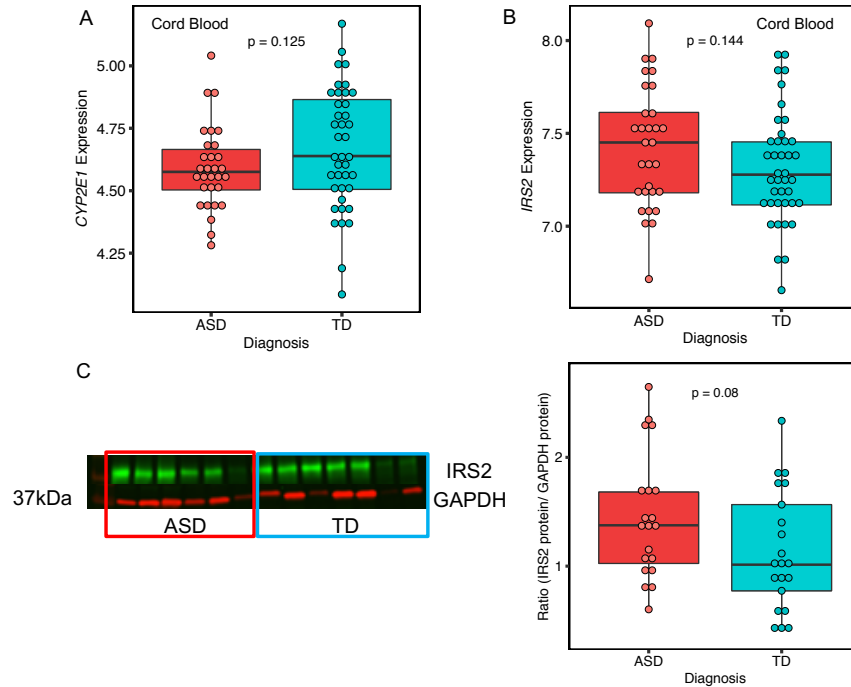 A
Cord Blood
p = 0.125
5.00
4.75
4.50
4.25
CYP2E1 Expression
ASD
TD
Diagnosis
B
Cord Blood
p = 0.144
8.0
7.5
7.0
IRS2 Expression
ASD
TD
Diagnosis
C
IRS2
37kDa
GAPDH
ASD
TD
p = 0.08
2
1
Ratio (IRS2 protein/ GAPDH protein)
ASD
TD
Diagnosis